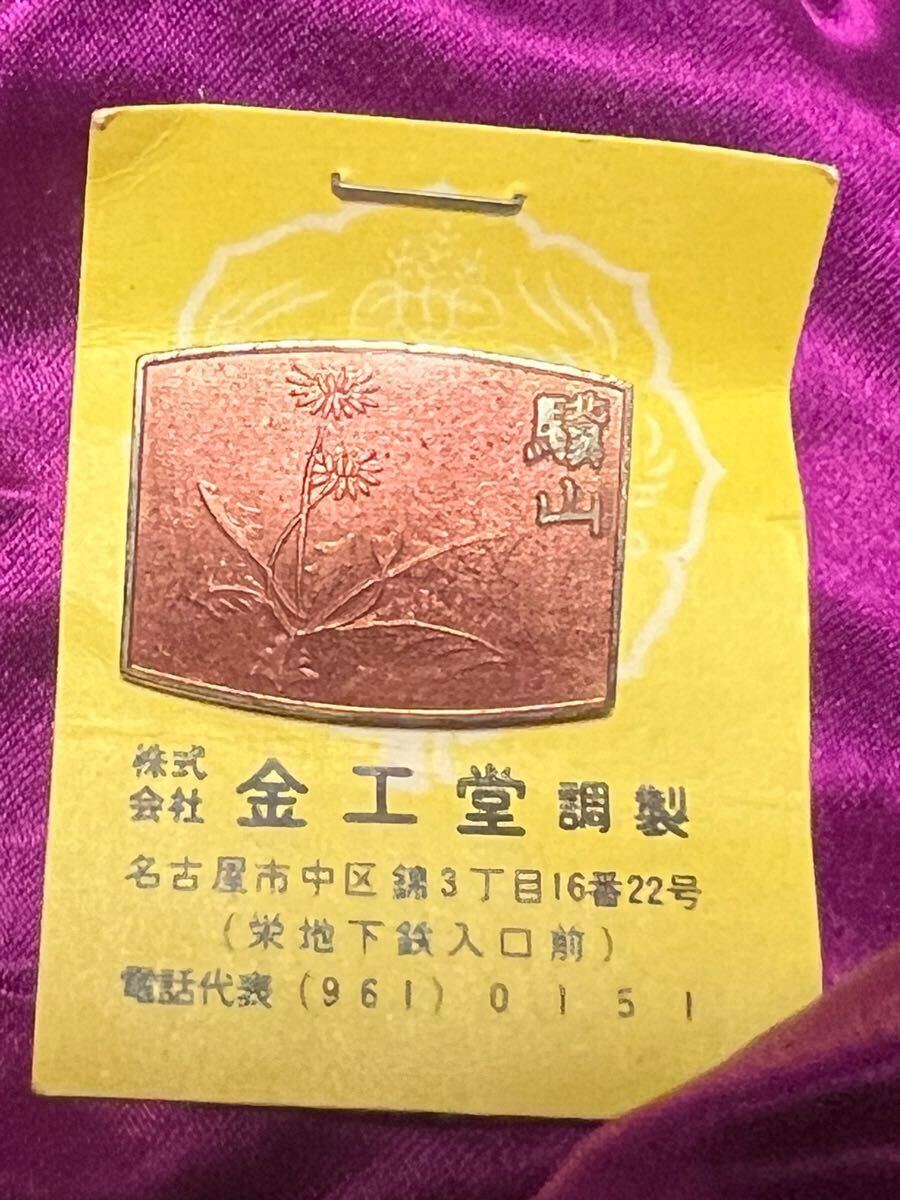 株式
会社 金工堂調製
名古屋市中区錦3丁目16番22号
(栄地下鉄入口前)
電話代表(961)0151